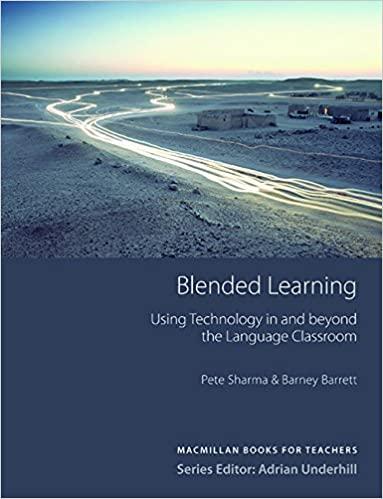 Blended Learning
Using Technology in and beyond
the Language Classroom
Pete Sharma & Barney Barrett
MACMILLAN BOOKS FOR TEACHERS
Series Editor: Adrian Underhill